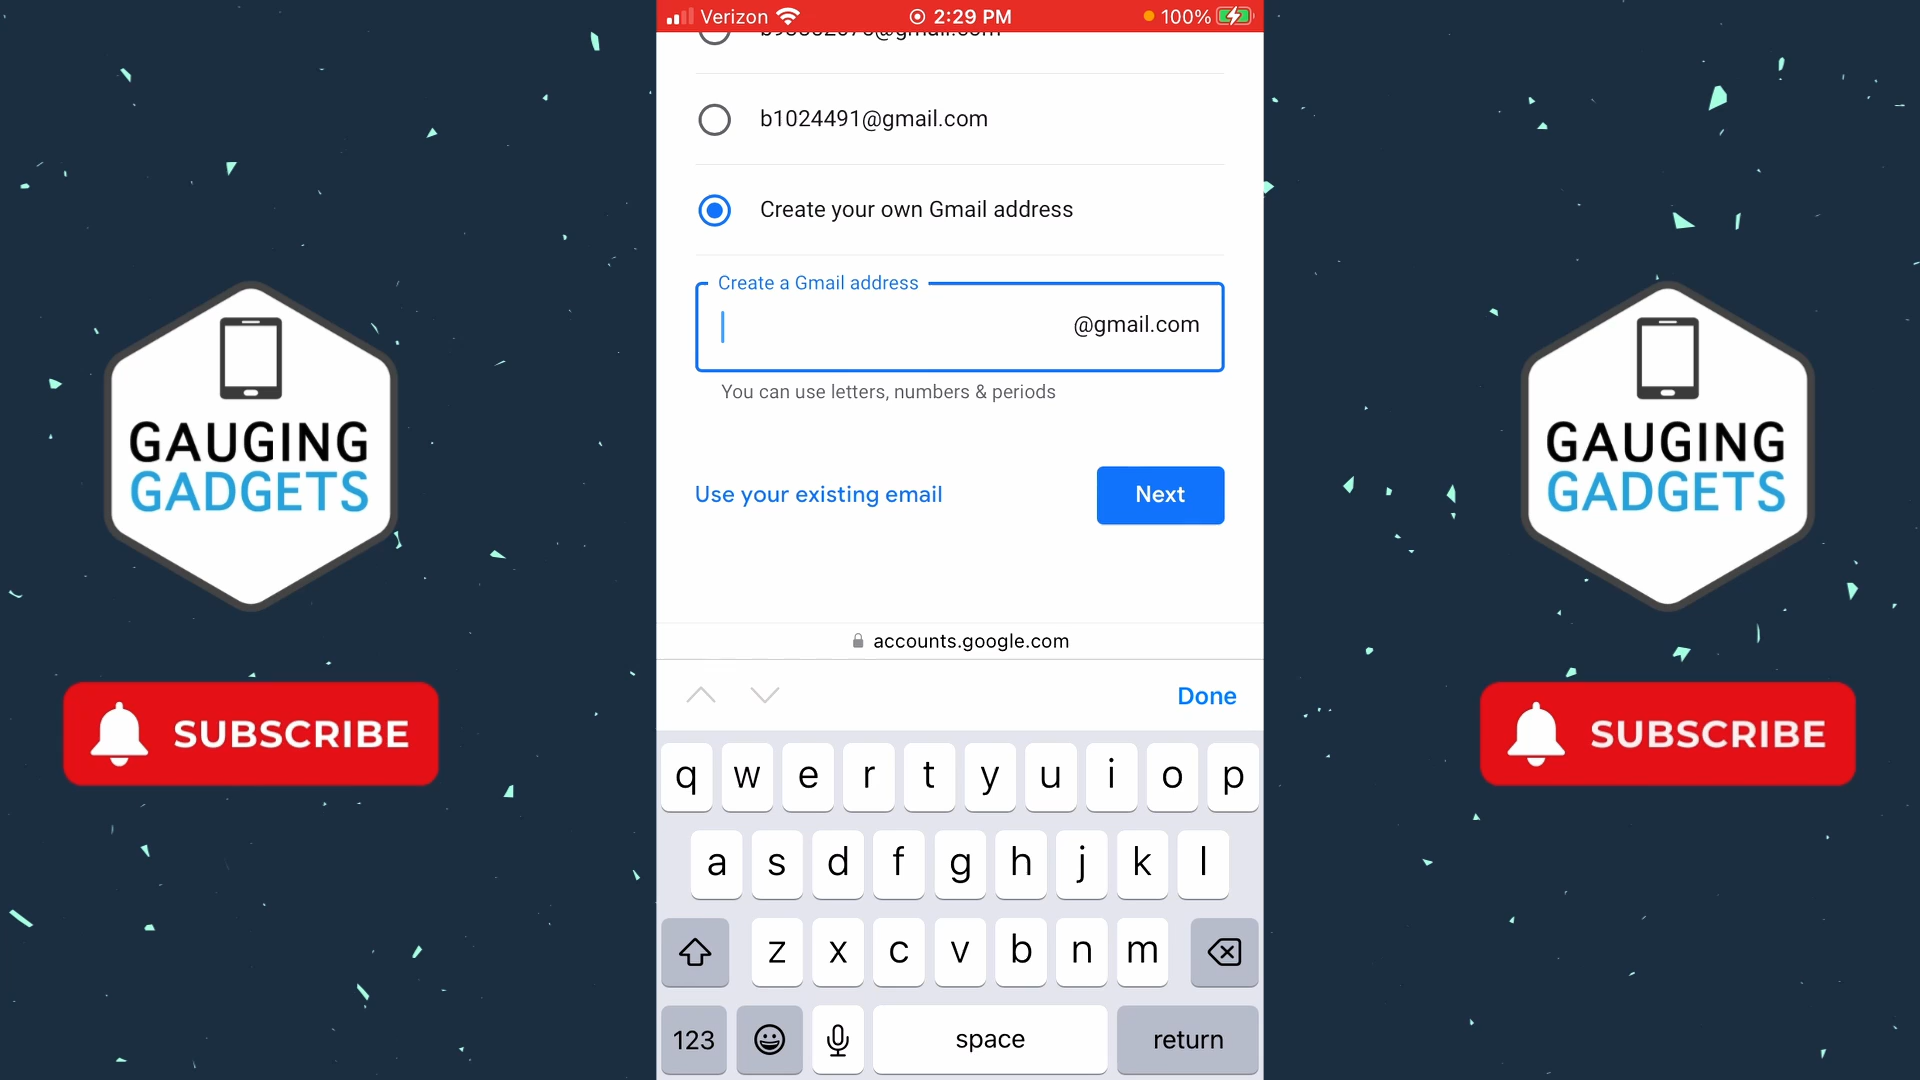 Verizon 2:29 PM 100%
b1024491@gmail.com
Create your own Gmail address
Create a Gmail address
@gmail.com
You can use letters, numbers & periods
Use your existing email Next
accounts.google.com
Done
q w e r t y u i o p
a s d f g h j k l
z x c v b n m
123 space return
GAUGING
GADGETS
SUBSCRIBE
GAUGING
GADGETS
SUBSCRIBE